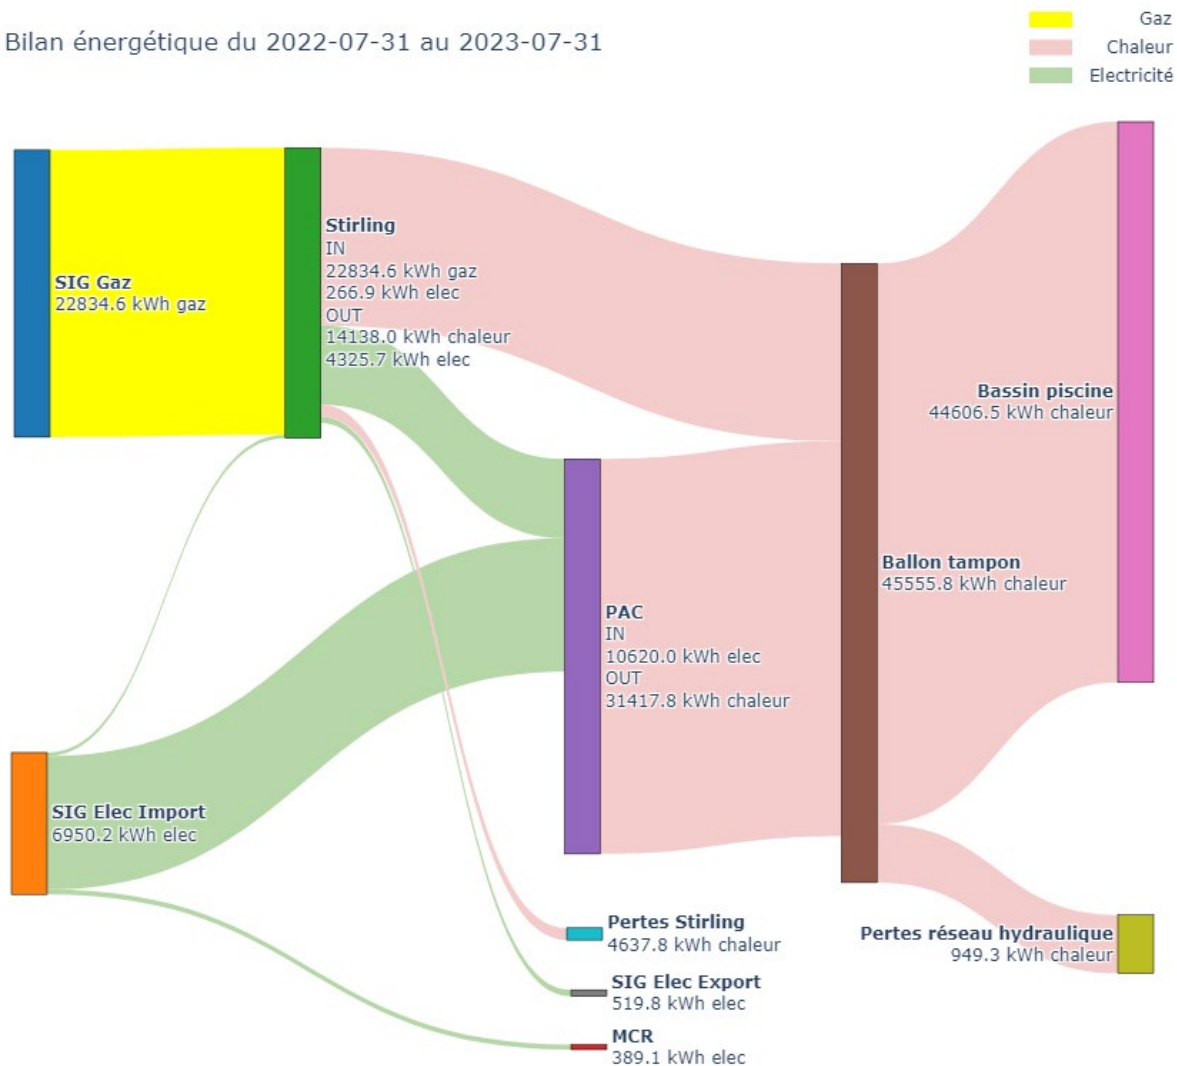 Bilan énergétique du 2022-07-31 au 2023-07-31
Gaz
Chaleur
Electricité
SIG Gaz
22834.6 kWh gaz
Stirling
IN
22834.6 kWh gaz
266.9 kWh elec
OUT
14138.0 kWh chaleur
4325.7 kWh elec
Bassin piscine
44606.5 kWh chaleur
Ballon tampon
45555.8 kWh chaleur
PAC
IN
10620.0 kWh elec
OUT
31417.8 kWh chaleur
SIG Elec Import
6950.2 kWh elec
Pertes Stirling
4637.8 kWh chaleur
Pertes réseau hydraulique
949.3 kWh chaleur
SIG Elec Export
519.8 kWh elec
MCR
389.1 kWh elec